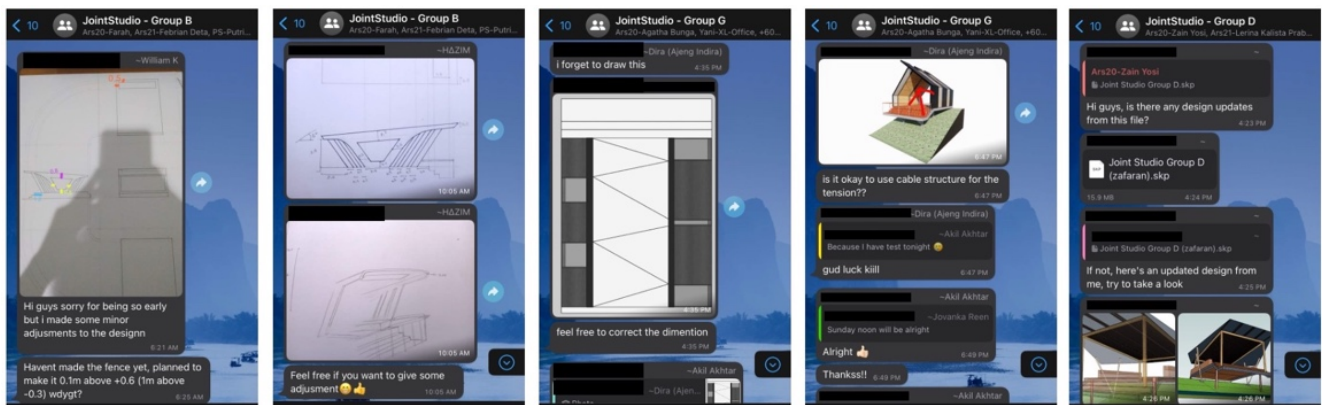 10
JointStudio - Group B
Ars20-Farah, Ars21-Febrian Deta, PS-Putri...
~William K
Hi guys sorry for being so early
but i made some minor
adjusments to the designn
6:21 AM
Havent made the fence yet, planned to
make it 0.1m above +0.6 (1m above
-0.3) wdygt?
6:25 AM
10
JointStudio - Group B
Ars20-Farah, Ars21-Febrian Deta, PS-Putri...
~HΔZIM
10:05 AM
~HΔZIM
10:05 AM
Feel free if you want to give some
adjusment😁👍
10:05 AM
10
JointStudio - Group G
Ars20-Agatha Bunga, Yani-XL-Office, +60...
~Dira (Ajeng Indira)
i forget to draw this
4:35 PM
4:35 PM
feel free to correct the dimention
4:35 PM
~Akil Akhtar
~Dira (Ajen...
Photo
10
JointStudio - Group G
Ars20-Agatha Bunga, Yani-XL-Office, +60...
~Dira (Ajeng Indira)
6:47 PM
is it okay to use cable structure for the
tension??
6:47 PM
~Dira (Ajeng Indira)
~Akil Akhtar
Because I have test tonight
gud luck kiill
6:47 PM
~Akil Akhtar
~Jovanka Reen
Sunday noon will be alright
Alright 👍🏻
6:49 PM
Thankss!!
6:49 PM
~Akil Akhtar
10
JointStudio - Group D
Ars20-Zain Yosi, Ars21-Lerina Kalista Prab...
~
Ars20-Zain Yosi
Joint Studio Group D.skp
Hi guys, is there any design updates
from this file?
4:23 PM
~
SKP
Joint Studio Group D
(zafaran).skp
15.9 MB
4:24 PM
~
~
Joint Studio Group D (zafaran).skp
If not, here's an updated design from
me, try to take a look
4:25 PM
~
4:26 PM
4:26 PM